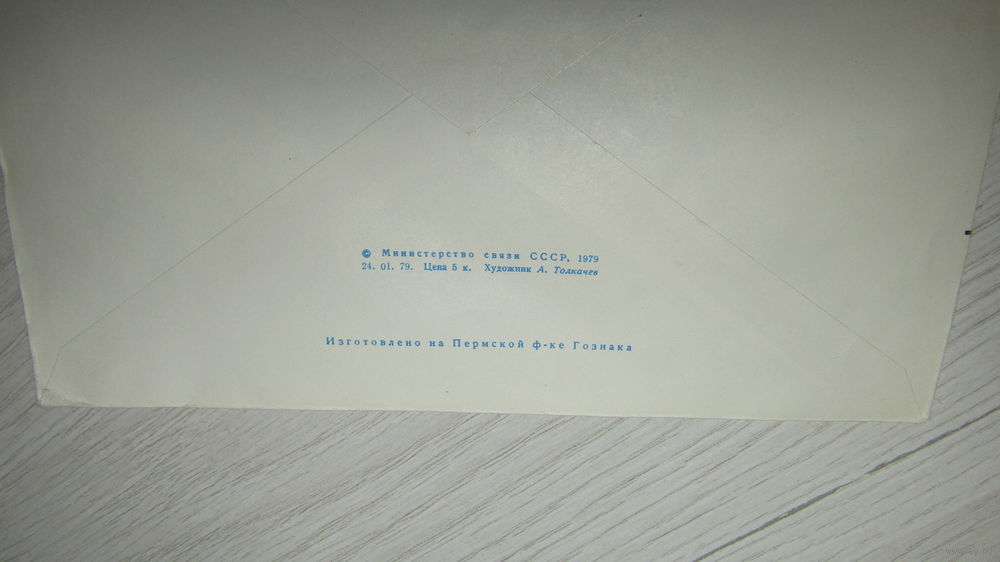 © Министерство связи СССР, 1979
24. 01. 79. Цена 5 к. Художник А. Толкачев
Изготовлено на Пермской ф-ке Гознака